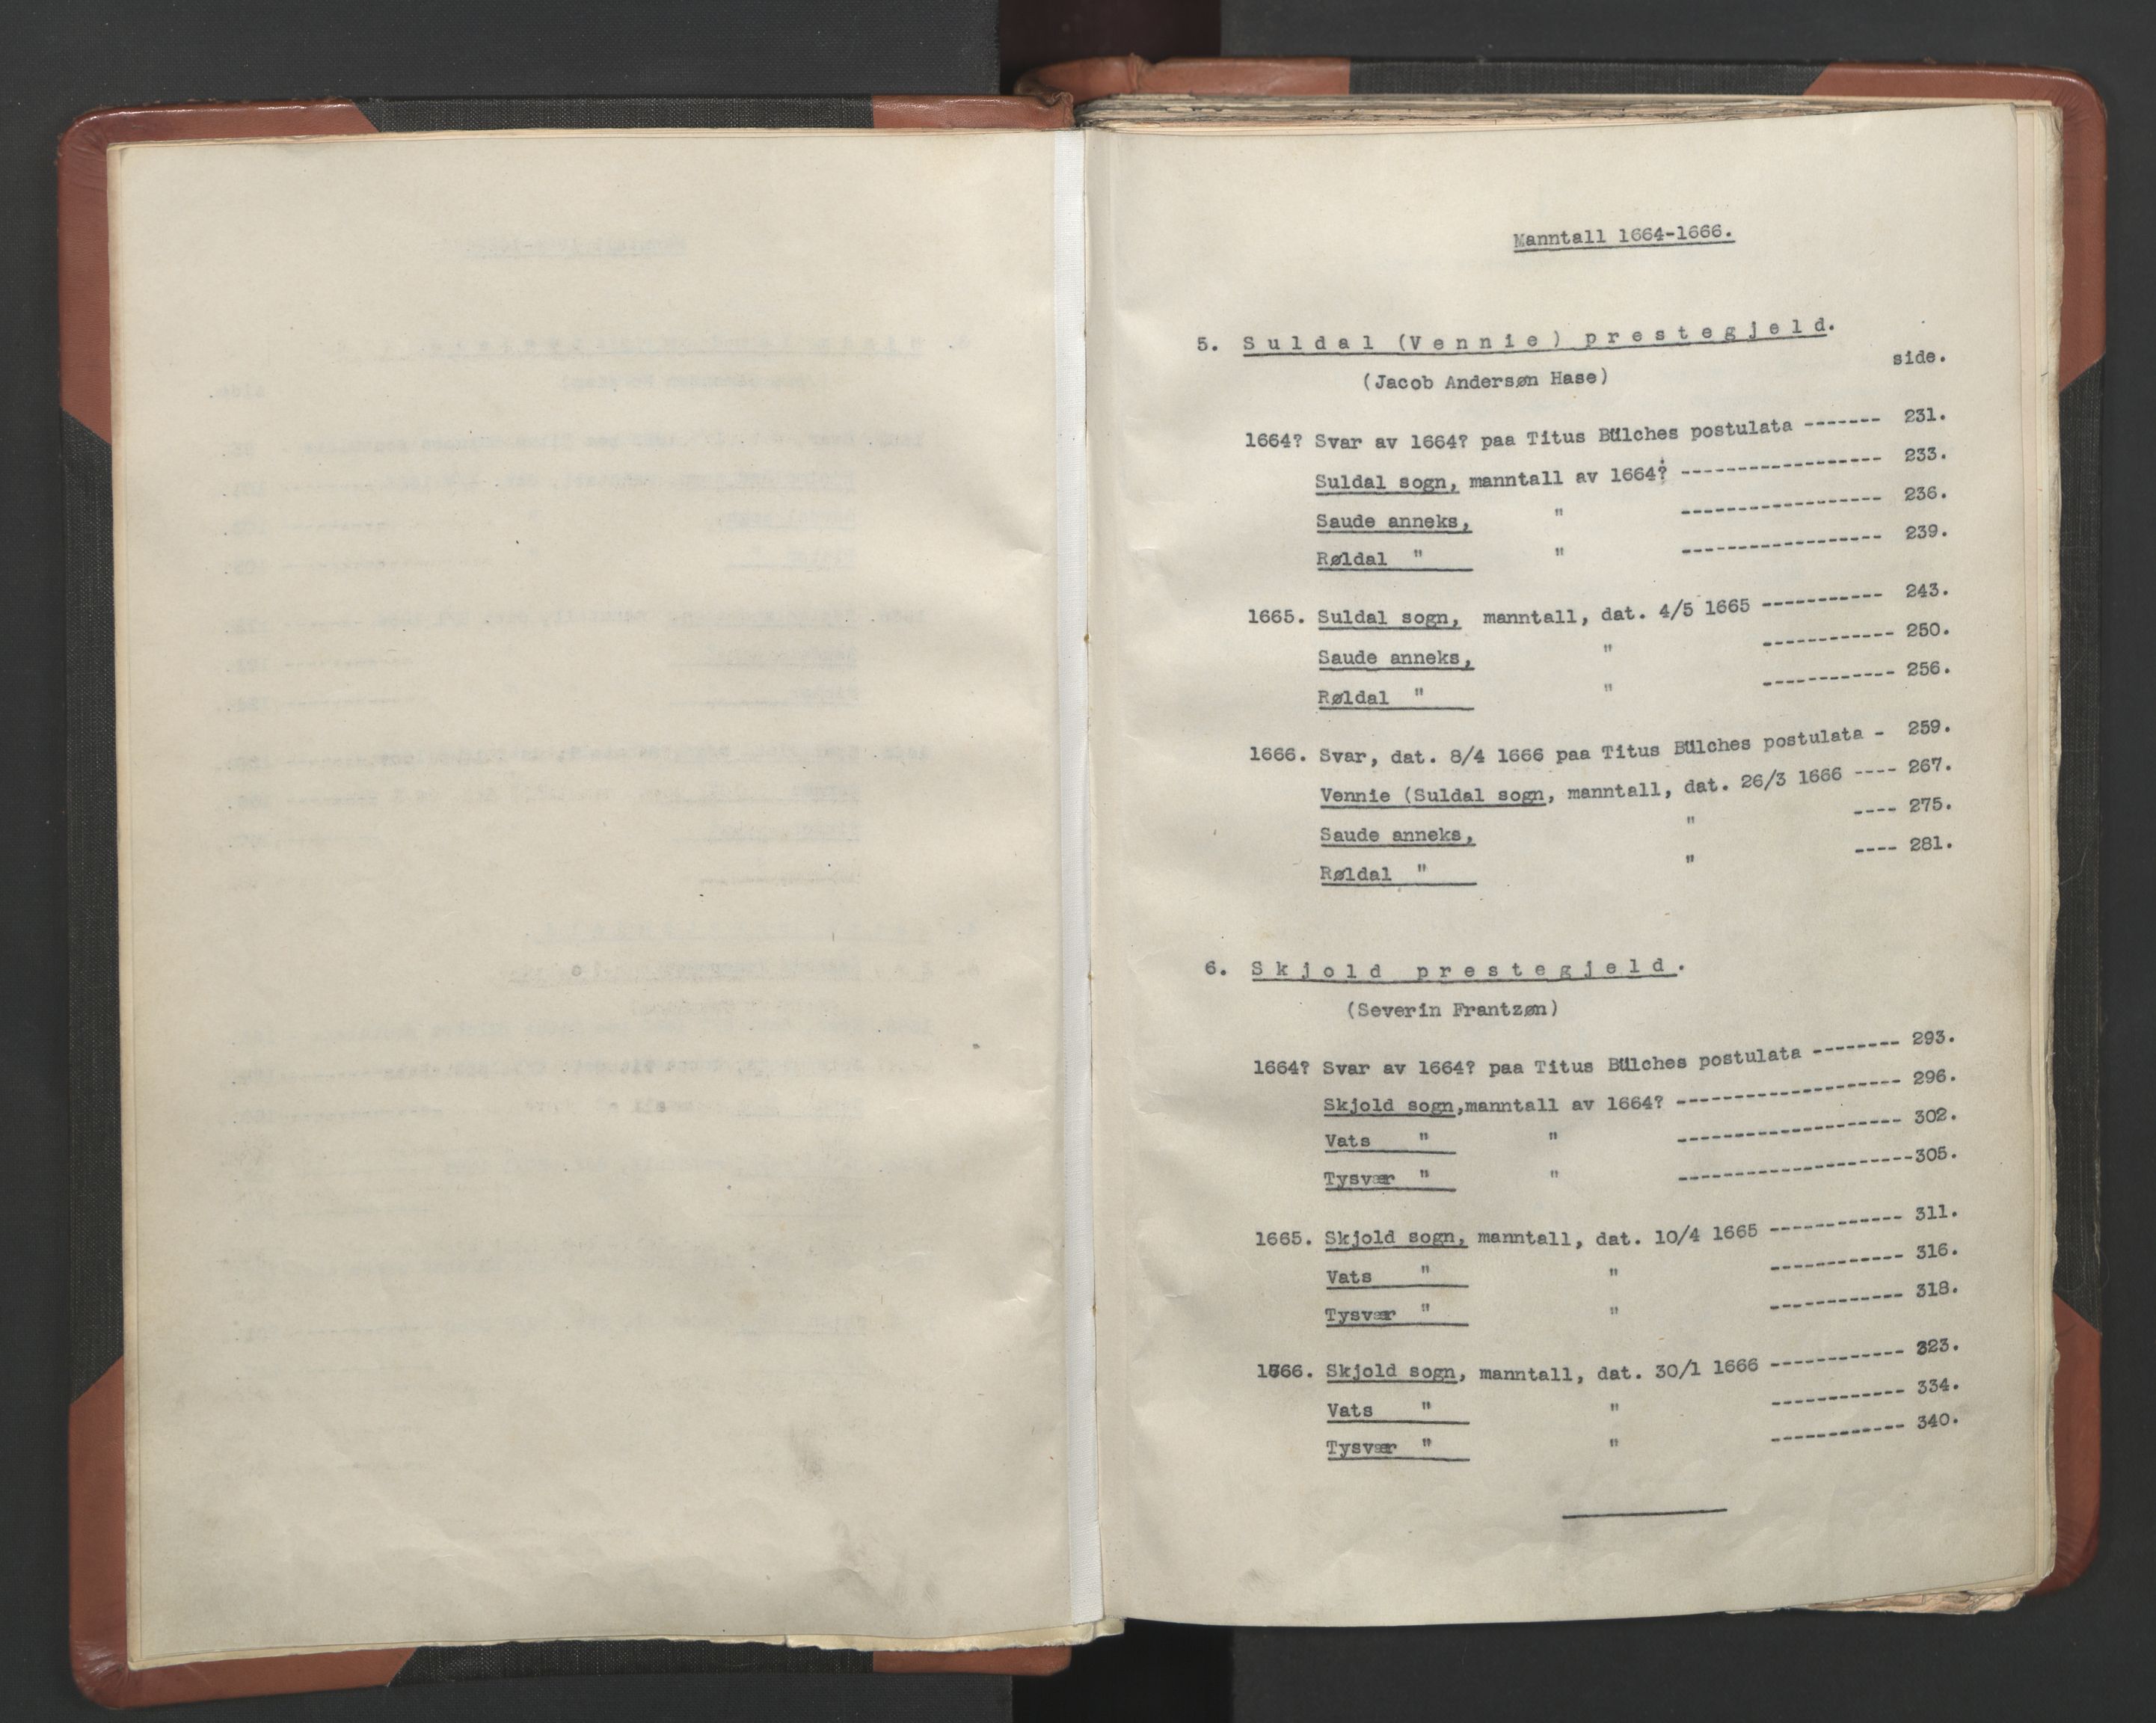 Manntall 1664-1666.
5. Suldal (Vennie) prestegjeld.
side.
(Jacob Andersøn Hase)
1664? Svar av 1664? paa Titus Bülches postulata ------- 231.
Suldal sogn, manntall av 1664? ------------------ 233.
Saude anneks, " ------------------ 236.
Røldal " " ------------------ 239.
1665. Suldal sogn, manntall, dat. 4/5 1665 ----------- 243.
Saude anneks, " ------------ 250.
Røldal " " ------------ 256.
1666. Svar, dat. 8/4 1666 paa Titus Bülches postulata - 259.
Vennie (Suldal sogn, manntall, dat. 26/3 1666 ---- 267.
Saude anneks, " ---- 275.
Røldal " " ---- 281.
6. Skjold prestegjeld.
(Severin Frantzøn)
1664? Svar av 1664? paa Titus Bülches postulata -------- 293.
Skjold sogn,manntall av 1664? -------------------- 296.
Vats " " -------------------- 302.
Tysvær " " ---------------------305.
1665. Skjold sogn, manntall, dat. 10/4 1665 ------------ 311.
Vats " " ------------ 316.
Tysvær " " ------------ 318.
1666. Skjold sogn, manntall, dat. 30/1 1666 ------------ 323.
Vats " " ------------ 334.
Tysvær " " ------------ 340.